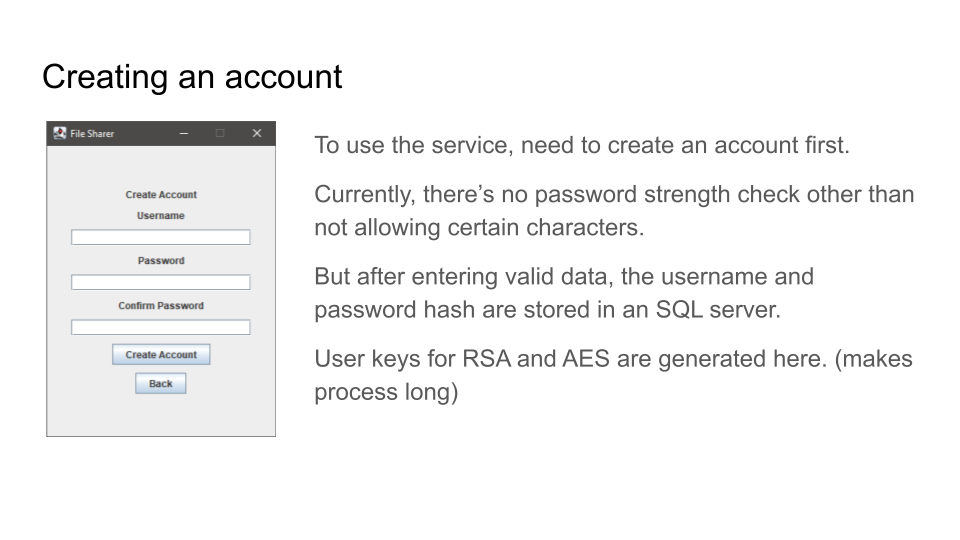 Creating an account
File Sharer
Create Account
Username
Password
Confirm Password
Create Account
Back
To use the service, need to create an account first.
Currently, there’s no password strength check other than
not allowing certain characters.
But after entering valid data, the username and
password hash are stored in an SQL server.
User keys for RSA and AES are generated here. (makes
process long)